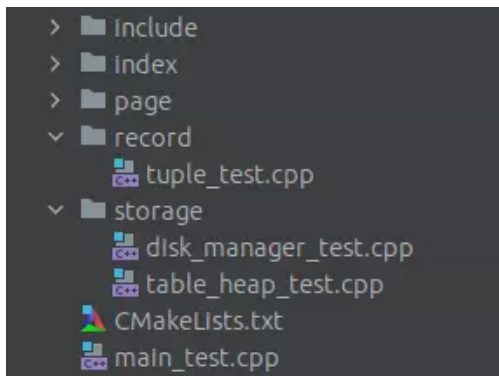 include
index
page
record
tuple_test.cpp
storage
disk_manager_test.cpp
table_heap_test.cpp
CMakeLists.txt
main_test.cpp